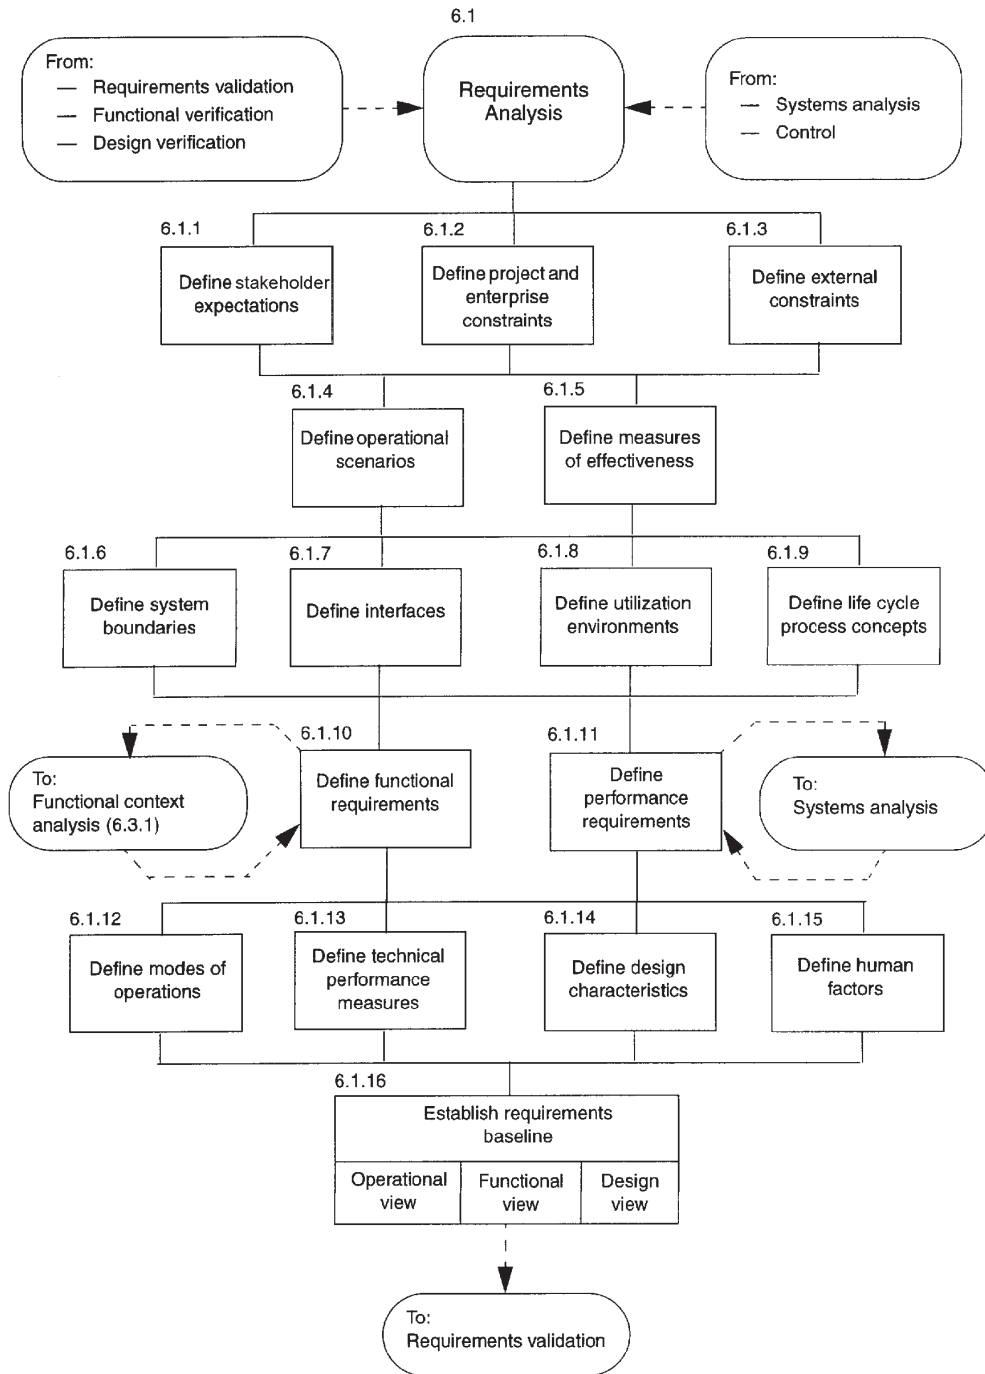 6.1
From:
— Requirements validation
— Functional verification
— Design verification
Requirements
Analysis
From:
— Systems analysis
— Control
6.1.1
Define stakeholder
expectations
6.1.2
Define project and
enterprise
constraints
6.1.3
Define external
constraints
6.1.4
Define operational
scenarios
6.1.5
Define measures
of effectiveness
6.1.6
Define system
boundaries
6.1.7
Define interfaces
6.1.8
Define utilization
environments
6.1.9
Define life cycle
process concepts
To:
Functional context
analysis (6.3.1)
6.1.10
Define functional
requirements
6.1.11
Define
performance
requirements
To:
Systems analysis
6.1.12
Define modes of
operations
6.1.13
Define technical
performance
measures
6.1.14
Define design
characteristics
6.1.15
Define human
factors
6.1.16
Establish requirements
baseline
Operational
view
Functional
view
Design
view
To:
Requirements validation